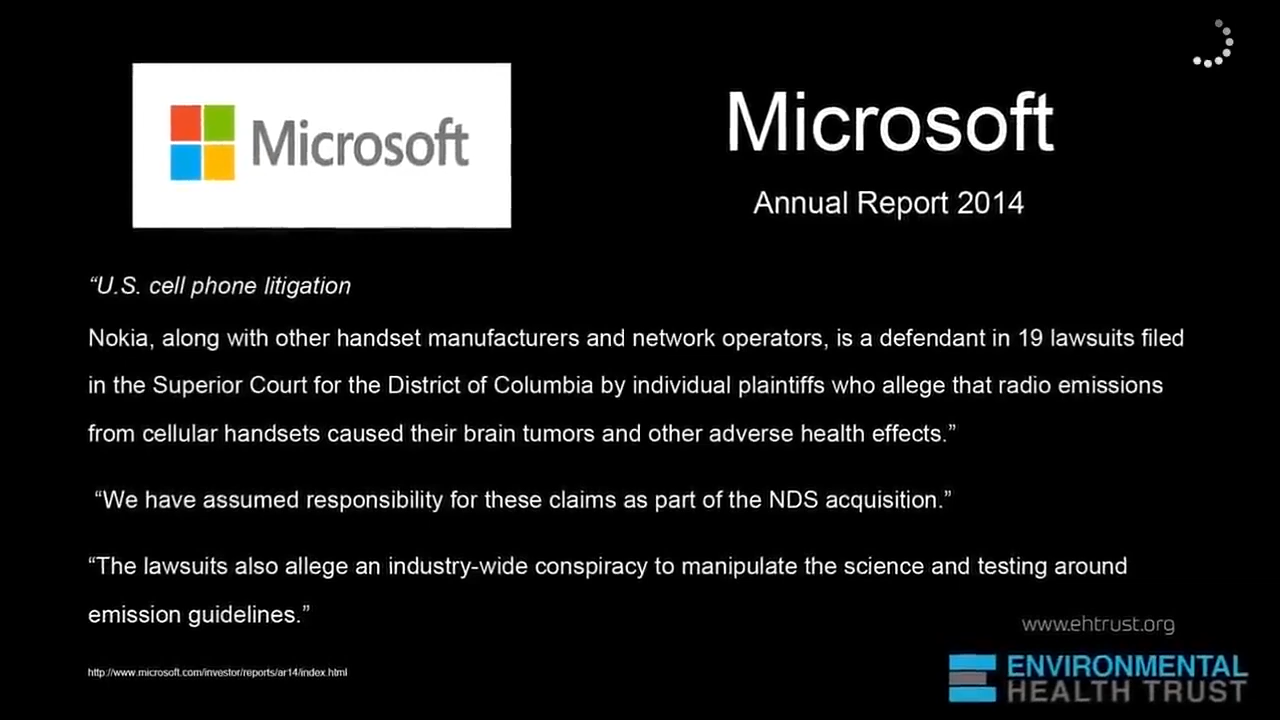 Microsoft
Microsoft
Annual Report 2014
“U.S. cell phone litigation
Nokia, along with other handset manufacturers and network operators, is a defendant in 19 lawsuits filed
in the Superior Court for the District of Columbia by individual plaintiffs who allege that radio emissions
from cellular handsets caused their brain tumors and other adverse health effects.”
“We have assumed responsibility for these claims as part of the NDS acquisition.”
“The lawsuits also allege an industry-wide conspiracy to manipulate the science and testing around
emission guidelines.”
www.ehtrust.org
http://www.microsoft.com/investor/reports/ar14/index.html
ENVIRONMENTAL
HEALTH TRUST